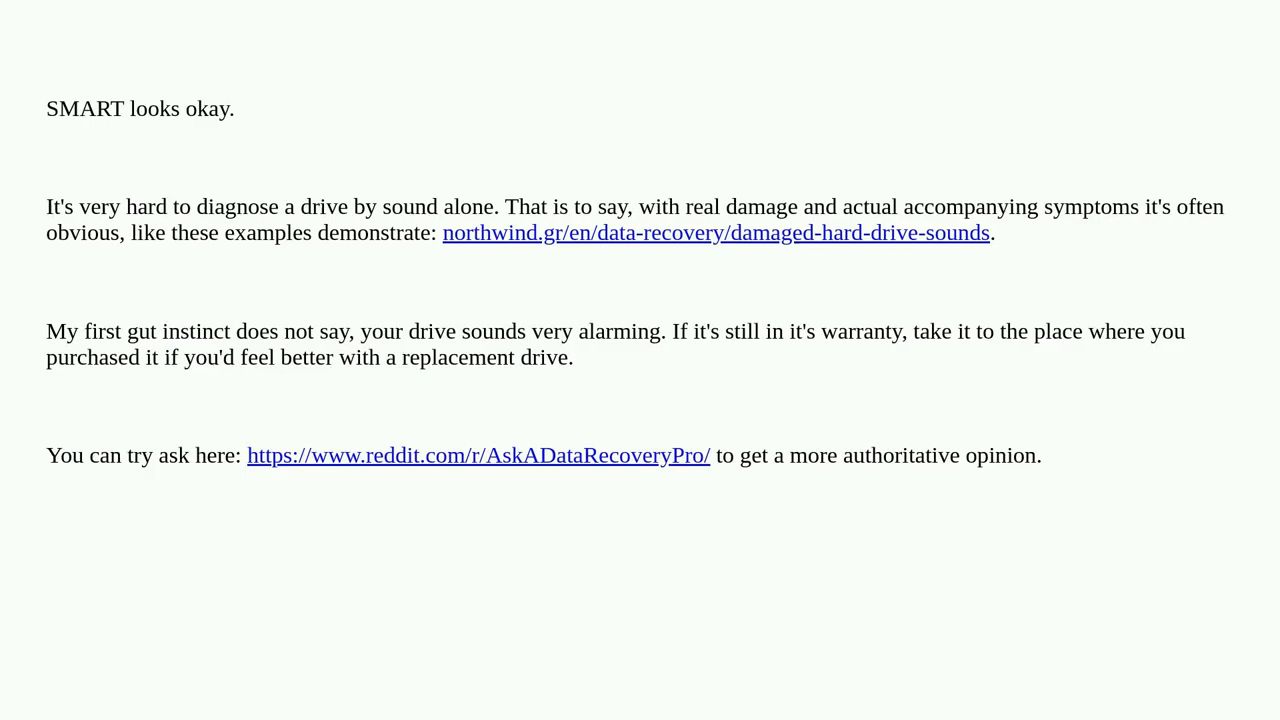 SMART looks okay.
It's very hard to diagnose a drive by sound alone. That is to say, with real damage and actual accompanying symptoms it's often
obvious, like these examples demonstrate: northwind.gr/en/data-recovery/damaged-hard-drive-sounds.
My first gut instinct does not say, your drive sounds very alarming. If it's still in it's warranty, take it to the place where you
purchased it if you'd feel better with a replacement drive.
You can try ask here: https://www.reddit.com/r/AskADataRecoveryPro/ to get a more authoritative opinion.